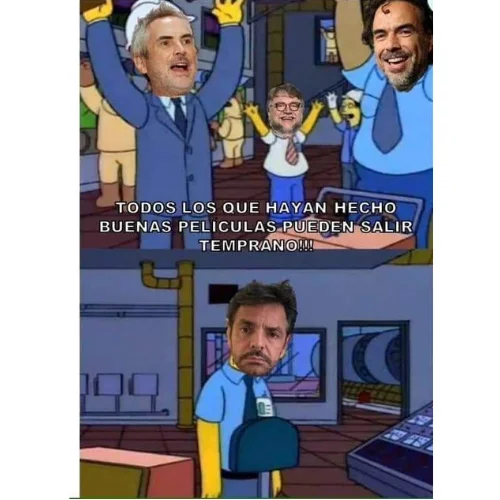 TODOS LOS QUE HAYAN HECHO
BUENAS PELICULAS PUEDEN SALIR
TEMPRANO!!!